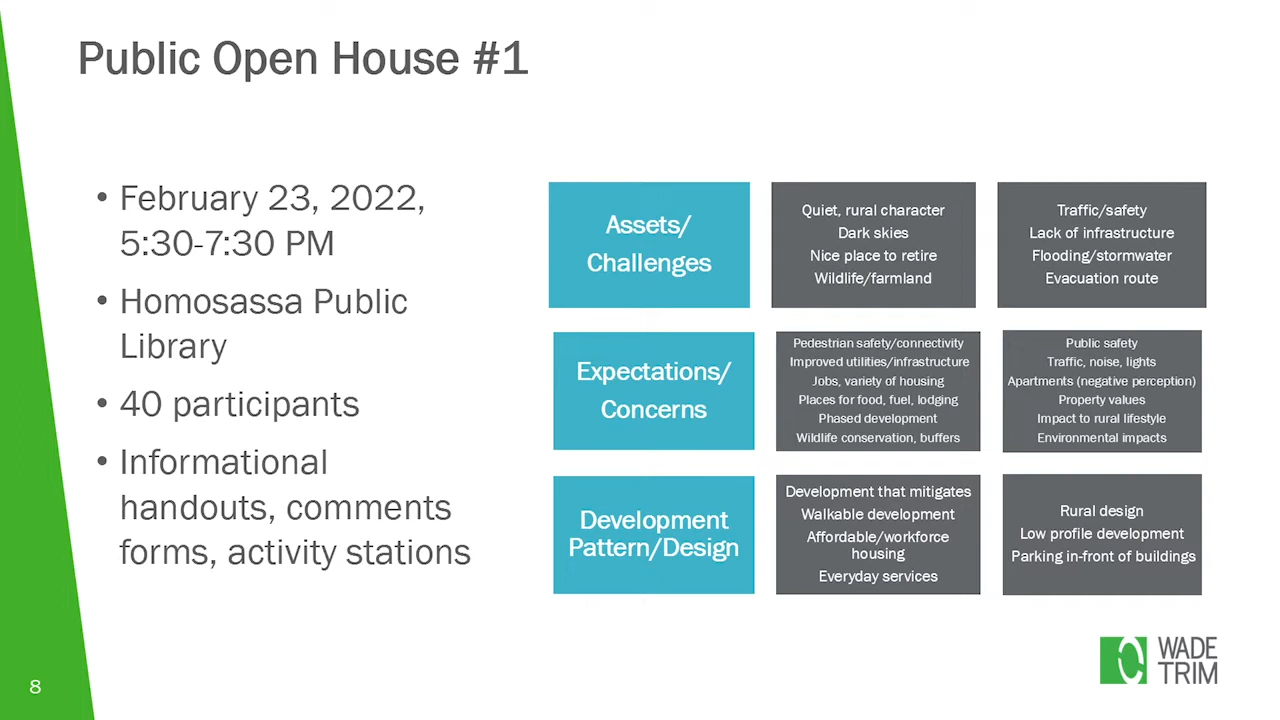 Public Open House #1
• February 23, 2022,
5:30-7:30 PM
• Homosassa Public
Library
• 40 participants
• Informational
handouts, comments
forms, activity stations
Assets/
Challenges
Quiet, rural character
Dark skies
Nice place to retire
Wildlife/farmland
Traffic/safety
Lack of infrastructure
Flooding/stormwater
Evacuation route
Expectations/
Concerns
Pedestrian safety/connectivity
Improved utilities/infrastructure
Jobs, variety of housing
Places for food, fuel, lodging
Phased development
Wildlife conservation, buffers
Public safety
Traffic, noise, lights
Apartments (negative perception)
Property values
Impact to rural lifestyle
Environmental impacts
Development
Pattern/Design
Development that mitigates
Walkable development
Affordable/workforce
housing
Everyday services
Rural design
Low profile development
Parking in-front of buildings
WADE
TRIM
8